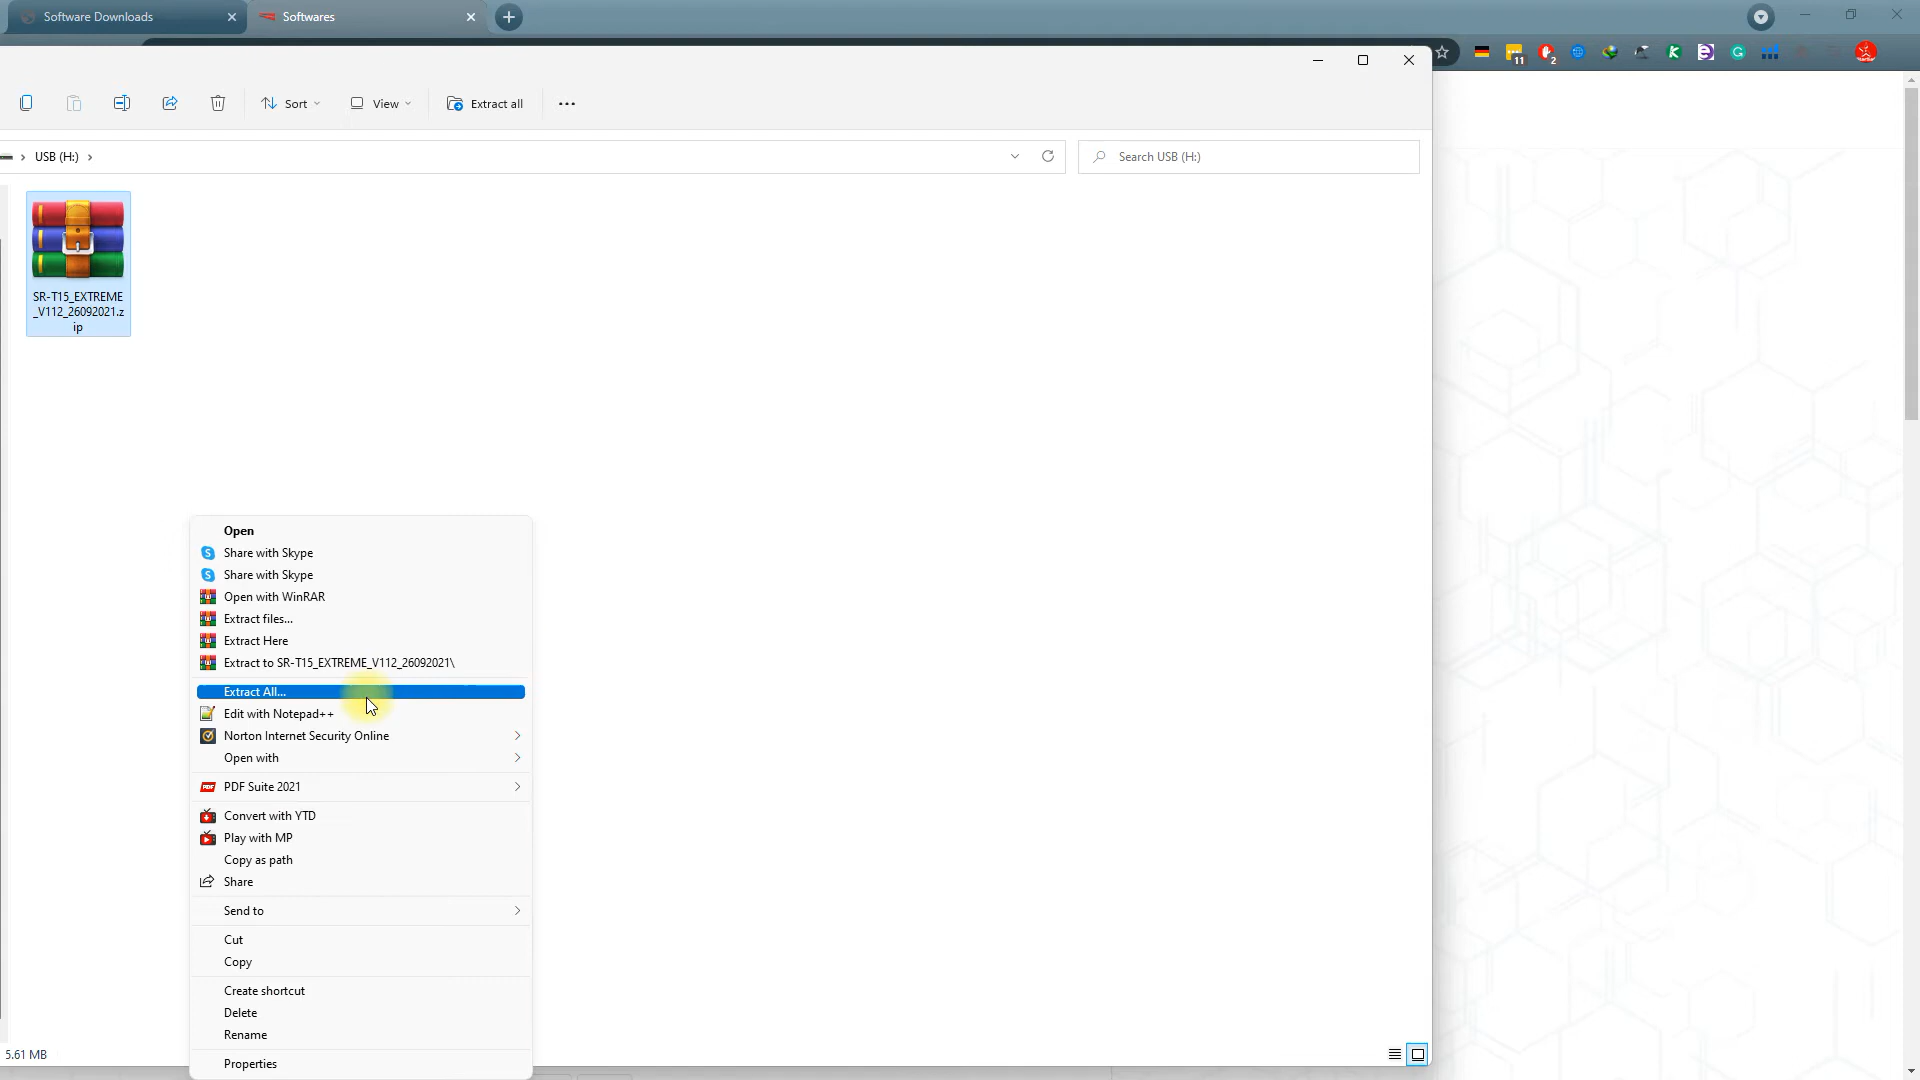 Software Downloads
Softwares
11
2
Sort
View
Extract all
USB (H:)
Search USB (H:)
SR-T15_EXTREME
_V112_26092021.z
ip
Open
Share with Skype
Share with Skype
Open with WinRAR
Extract files...
Extract Here
Extract to SR-T15_EXTREME_V112_26092021\
Extract All...
Edit with Notepad++
Norton Internet Security Online
Open with
PDF PDF Suite 2021
Convert with YTD
Play with MP
Copy as path
Share
Send to
Cut
Copy
Create shortcut
Delete
Rename
Properties
5.61 MB